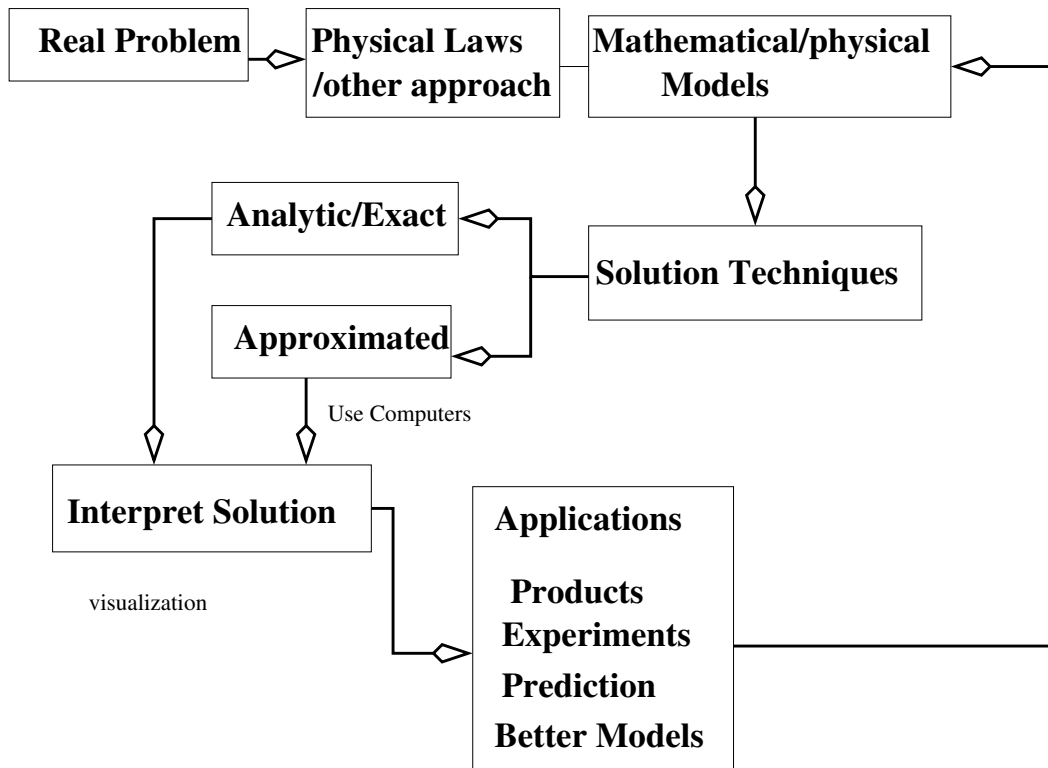 Real Problem
Physical Laws
/other approach
Mathematical/physical
Models
Analytic/Exact
Solution Techniques
Approximated
Use Computers
Interpret Solution
visualization
Applications
Products
Experiments
Prediction
Better Models